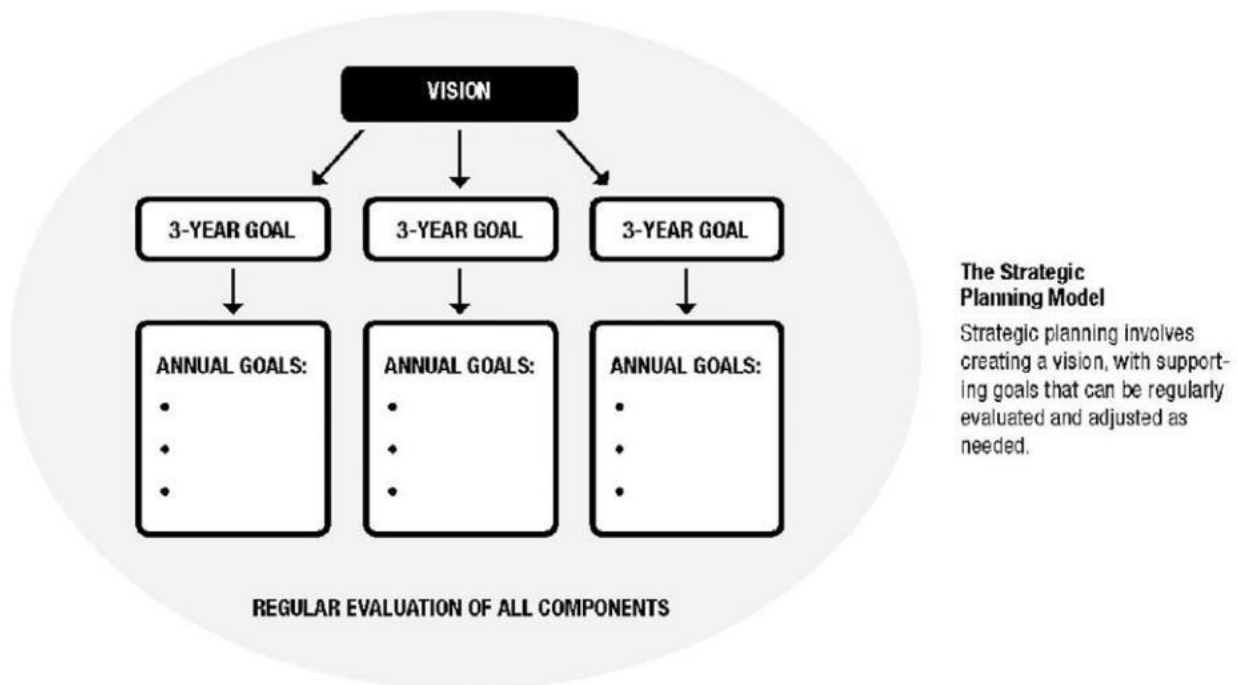 VISION
3-YEAR GOAL
3-YEAR GOAL
3-YEAR GOAL
ANNUAL GOALS:
•
•
•
ANNUAL GOALS:
•
•
•
ANNUAL GOALS:
•
•
•
REGULAR EVALUATION OF ALL COMPONENTS
The Strategic
Planning Model
Strategic planning involves
creating a vision, with support-
ing goals that can be regularly
evaluated and adjusted as
needed.